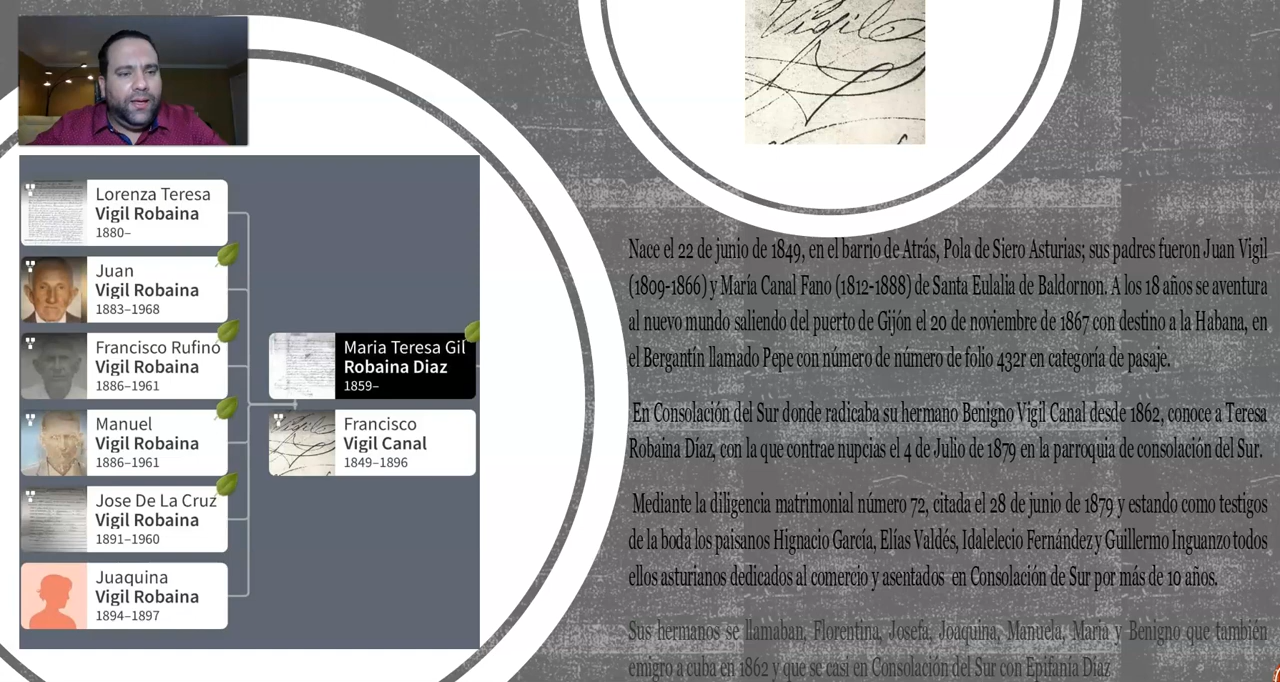 Vigil
Lorenza Teresa
Vigil Robaina
1880–
Juan
Vigil Robaina
1883–1968
Francisco Rufino
Vigil Robaina
1886–1961
Manuel
Vigil Robaina
1886–1961
Jose De La Cruz
Vigil Robaina
1891–1960
Juaquina
Vigil Robaina
1894–1897
Maria Teresa Gil
Robaina Diaz
1859–
Francisco
Vigil Canal
1849–1896
Nace el 22 de junio de 1849, en el barrio de Atrás, Pola de Siero Asturias; sus padres fueron Juan Vigil
(1809-1866) y María Canal Fano (1812-1888) de Santa Eulalia de Baldornon. A los 18 años se aventura
al nuevo mundo saliendo del puerto de Gijón el 20 de noviembre de 1867 con destino a la Habana, en
el Bergantín llamado Pepe con número de número de folio 432r en categoría de pasaje.
En Consolación del Sur donde radicaba su hermano Benigno Vigil Canal desde 1862, conoce a Teresa
Robaina Díaz, con la que contrae nupcias el 4 de Julio de 1879 en la parroquia de consolación del Sur.
Mediante la diligencia matrimonial número 72, citada el 28 de junio de 1879 y estando como testigos
de la boda los paisanos Hignacio García, Elías Valdés, Idalelecio Fernández y Guillermo Inguanzo todos
ellos asturianos dedicados al comercio y asentados en Consolación de Sur por más de 10 años.
Sus hermanos se llamaban, Florentina, Josefa, Joaquina, Manuela, Maria y Benigno que también
emigro a cuba en 1862 y que se casi en Consolación del Sur con Epifanía Diaz